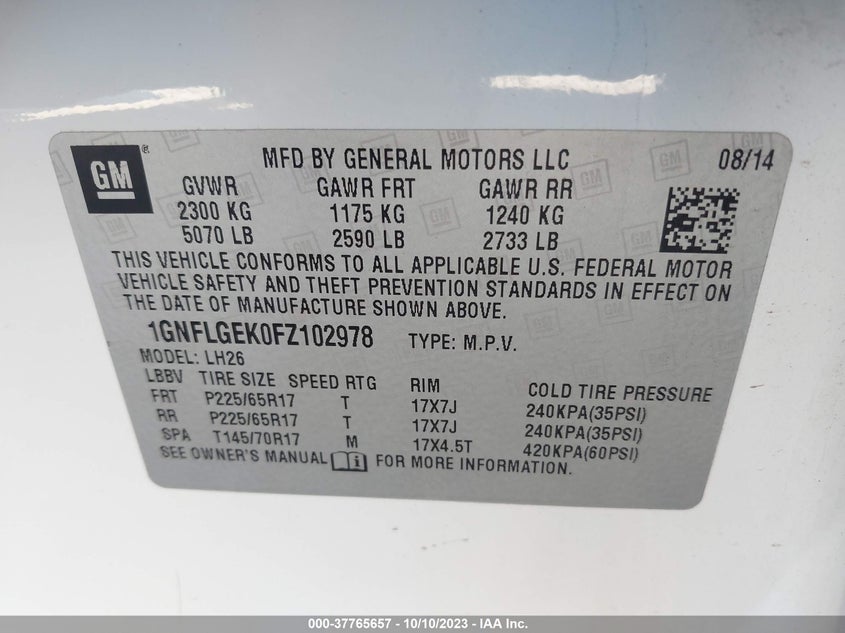 GM ®
MFD BY GENERAL MOTORS LLC 08/14
GVWR GAWR FRT GAWR RR
2300 KG 1175 KG 1240 KG
5070 LB 2590 LB 2733 LB
THIS VEHICLE CONFORMS TO ALL APPLICABLE U.S. FEDERAL MOTOR
VEHICLE SAFETY AND THEFT PREVENTION STANDARDS IN EFFECT ON
THE DATE OF MANUFACTURE SHOWN ABOVE.
1GNFLGEK0FZ102978 TYPE: M.P.V.
MODEL: LH26
LBBV TIRE SIZE SPEED RTG RIM COLD TIRE PRESSURE
FRT P225/65R17 T 17X7J 240KPA(35PSI)
RR P225/65R17 T 17X7J 240KPA(35PSI)
SPA T145/70R17 M 17X4.5T 420KPA(60PSI)
SEE OWNER'S MANUAL FOR MORE INFORMATION.
000-37765657 - 10/10/2023 - IAA Inc.